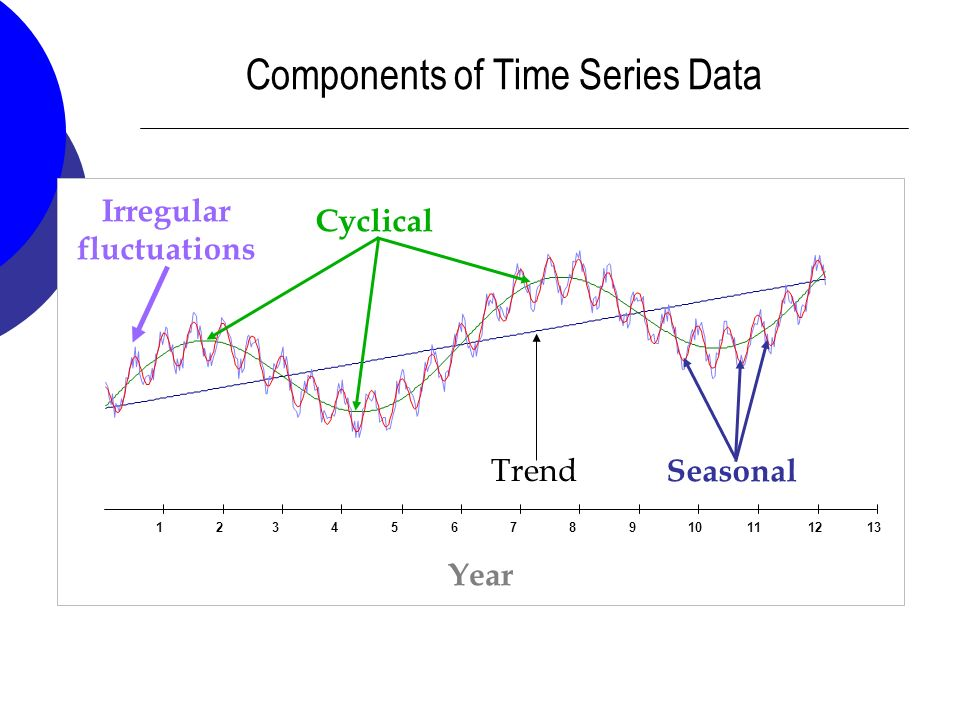 Components of Time Series Data
Irregular
fluctuations
Cyclical
Trend
Seasonal
1 2 3 4 5 6 7 8 9 10 11 12 13
Year